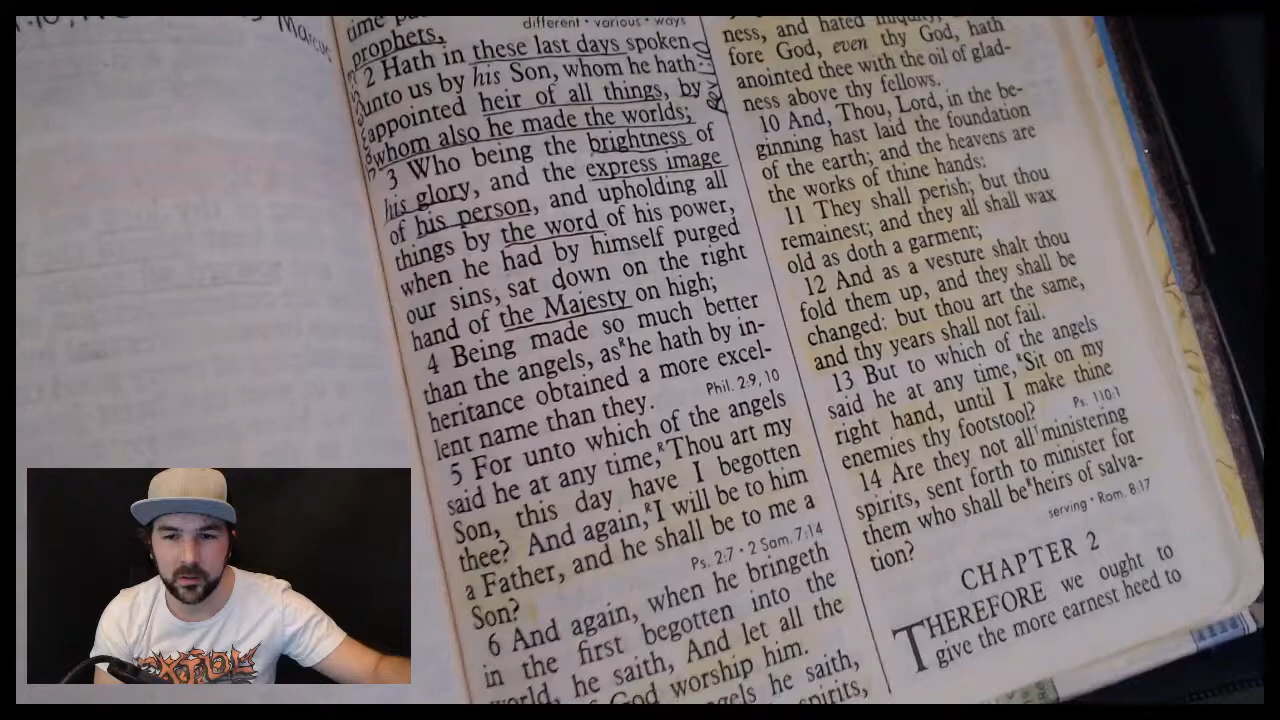 Marcus
different • various • ways
time
prophets,
2 Hath in these last days spoken
unto us by his Son, whom he hath
appointed heir of all things, by
whom also he made the worlds;
3 Who being the brightness of
his glory, and the express image
of his person, and upholding all
things by the word of his power,
when he had by himself purged
our sins, sat down on the right
hand of the Majesty on high;
4 Being made so much better
than the angels, as ᴿhe hath by in-
heritance obtained a more excel-
lent name than they. Phil. 2:9, 10
5 For unto which of the angels
said he at any time, ᴿThou art my
Son, this day have I begotten
thee? And again, ᴿI will be to him
a Father, and he shall be to me a
Son? Ps. 2:7 • 2 Sam. 7:14
6 And again, when he bringeth
in the first begotten into the
world, he saith, And let all the
God worship him.
he saith,
spirits,
ness, and hated iniquity,
fore God, even thy God, hath
anointed thee with the oil of glad-
ness above thy fellows.
10 And, Thou, Lord, in the be-
ginning hast laid the foundation
of the earth; and the heavens are
the works of thine hands:
11 They shall perish; but thou
remainest; and they all shall wax
old as doth a garment;
12 And as a vesture shalt thou
fold them up, and they shall be
changed: but thou art the same,
and thy years shall not fail.
13 But to which of the angels
said he at any time, ᴿSit on my
right hand, until I make thine
enemies thy footstool? Ps. 110:1
14 Are they not all ministering
spirits, sent forth to minister for
them who shall be ᴿheirs of salva-
tion? serving • Rom. 8:17
CHAPTER 2
THEREFORE we ought to
give the more earnest heed to